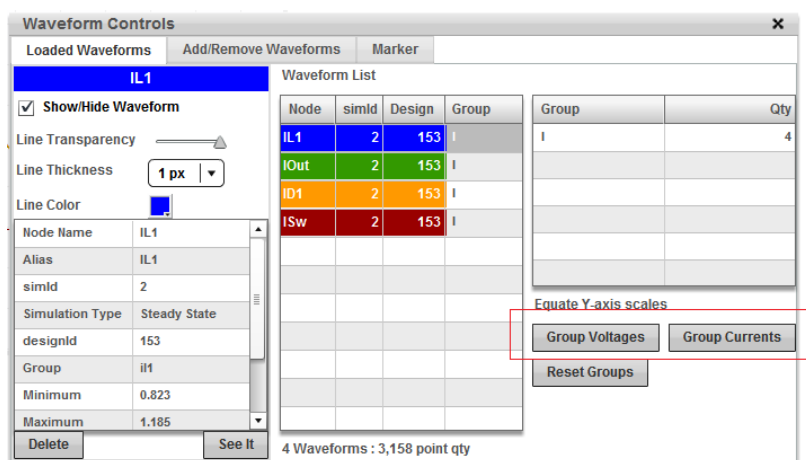 Waveform Controls
Loaded Waveforms Add/Remove Waveforms Marker
IL1
Show/Hide Waveform
Line Transparency
Line Thickness 1 px
Line Color
Node Name IL1
Alias IL1
simId 2
Simulation Type Steady State
designId 153
Group il1
Minimum 0.823
Maximum 1.185
Delete See It
Waveform List
Node simId Design Group
IL1 2 153 I
IOut 2 153 I
ID1 2 153 I
ISw 2 153 I
4 Waveforms : 3,158 point qty
Group Qty
I 4
Equate Y-axis scales
Group Voltages Group Currents
Reset Groups